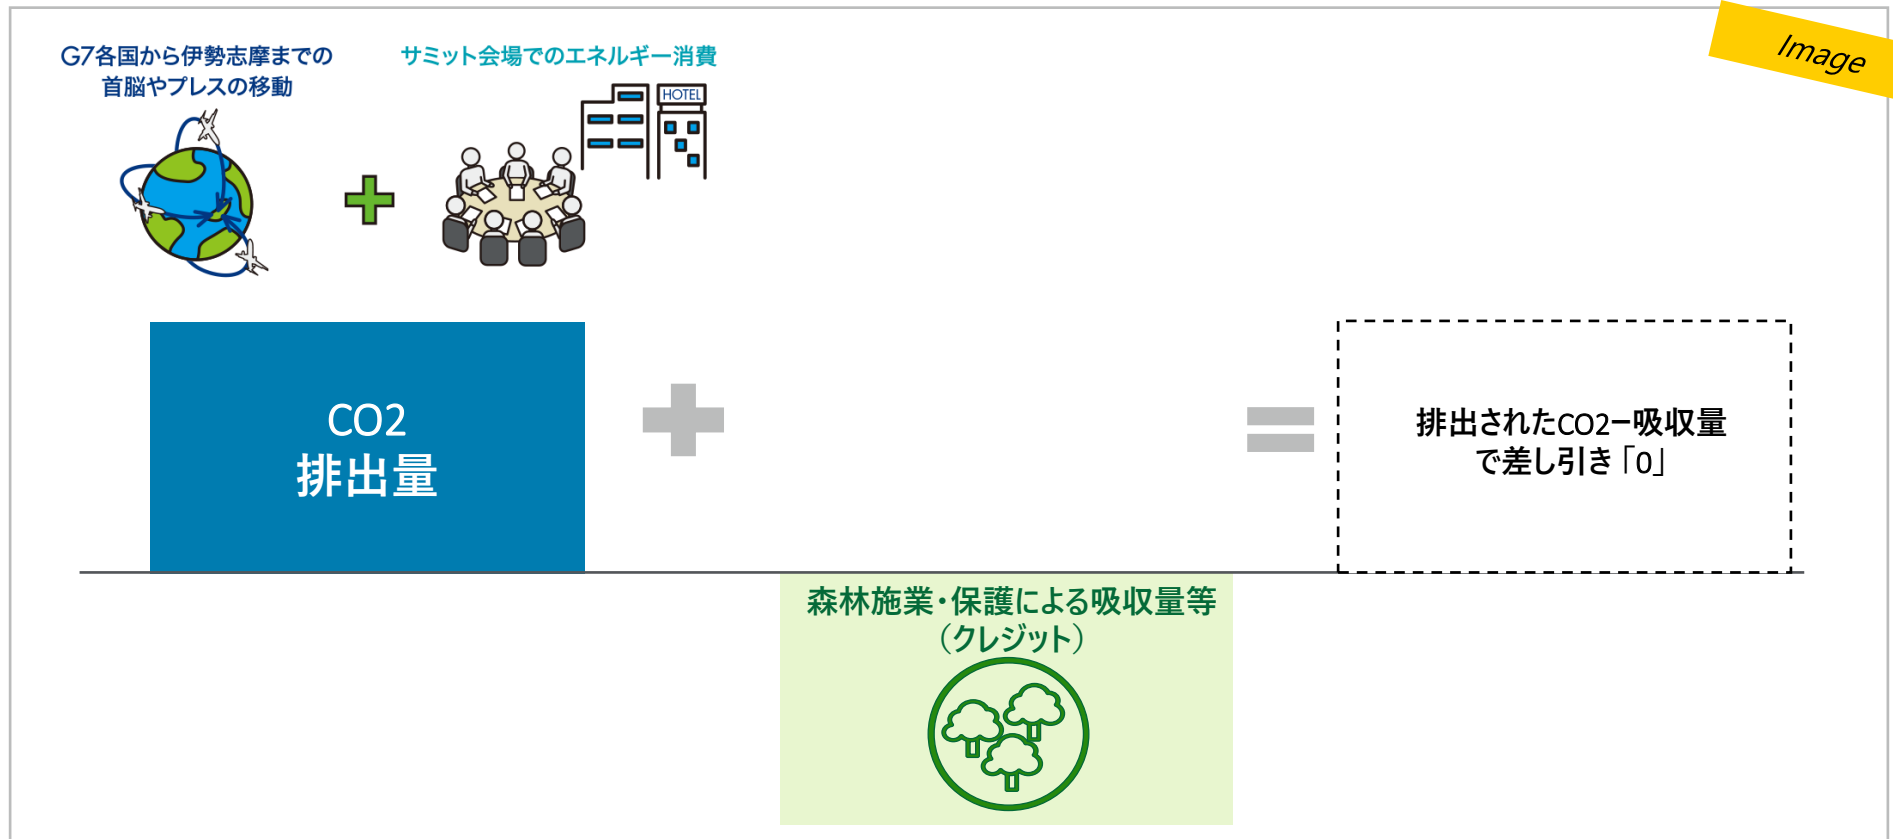 G7各国から伊勢志摩までの
首脳やプレスの移動
サミット会場でのエネルギー消費
Image
HOTEL
CO2
排出量
排出されたCO2−吸収量
で差し引き「0」
森林施業・保護による吸収量等
（クレジット）